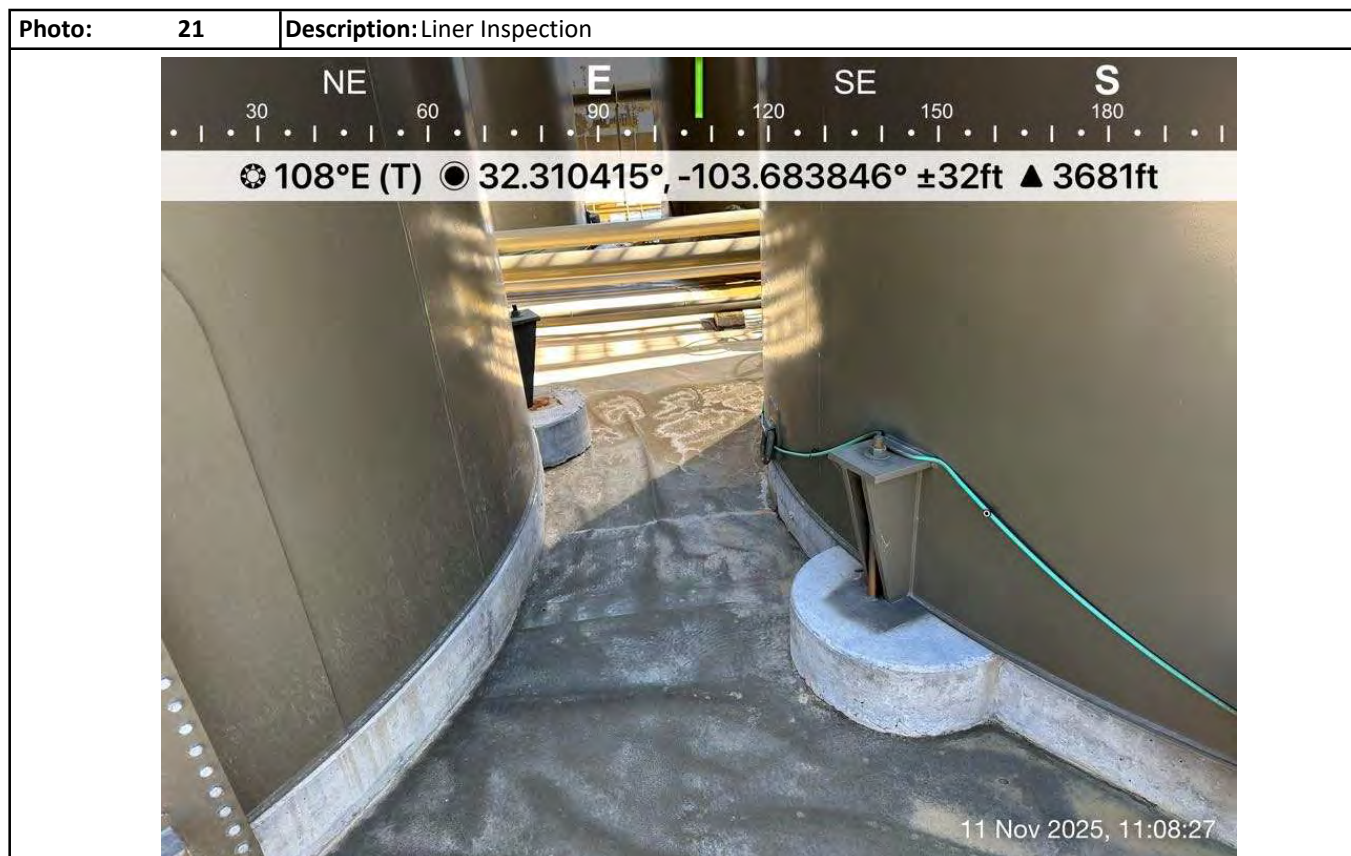 Photo: 21 Description: Liner Inspection
NE E SE S
30 60 90 120 150 180
108°E (T) 32.310415°, -103.683846° ±32ft ▲ 3681ft
11 Nov 2025, 11:08:27